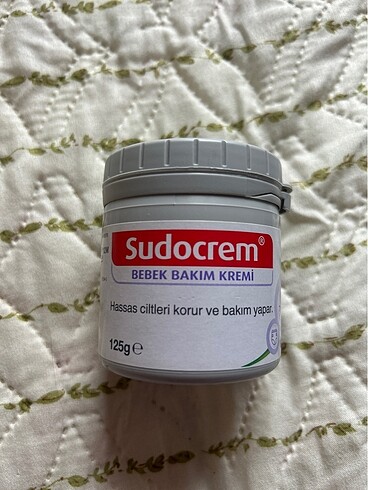 Sudocrem®
BEBEK BAKIM KREMİ
Hassas ciltleri korur ve bakım yapar.
125g ℮